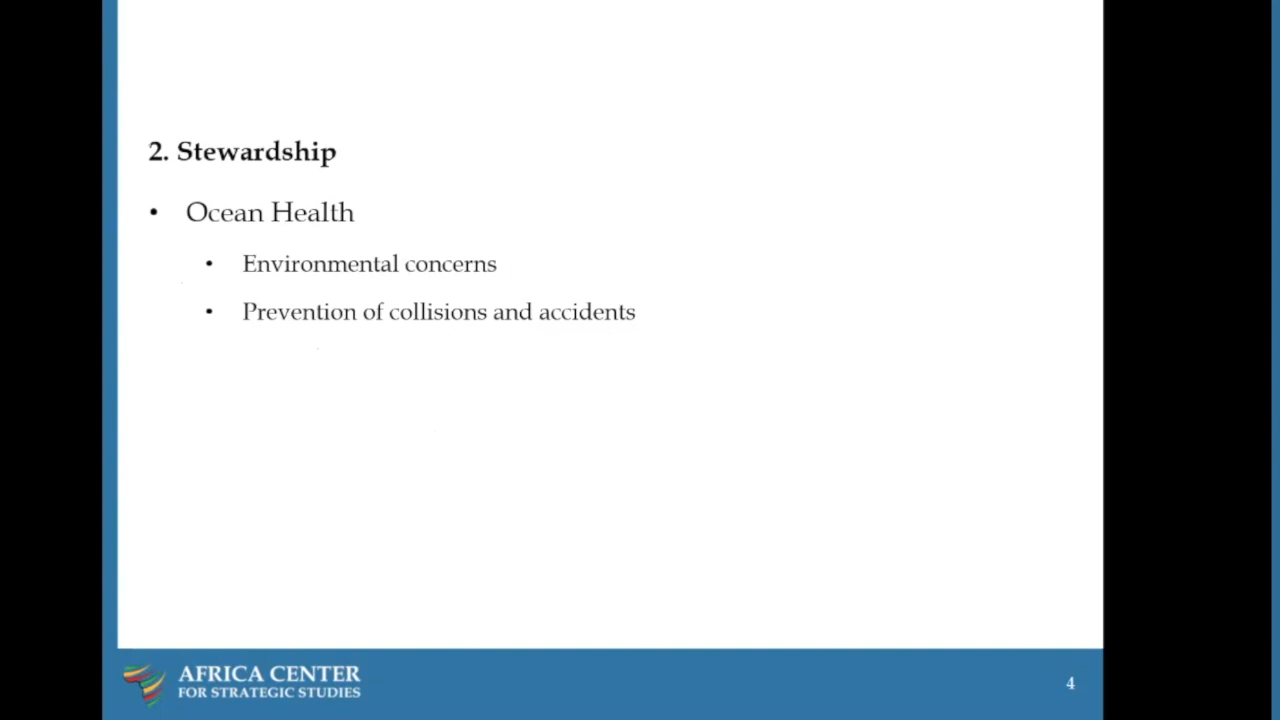 2. Stewardship
• Ocean Health
• Environmental concerns
• Prevention of collisions and accidents
AFRICA CENTER
FOR STRATEGIC STUDIES
4